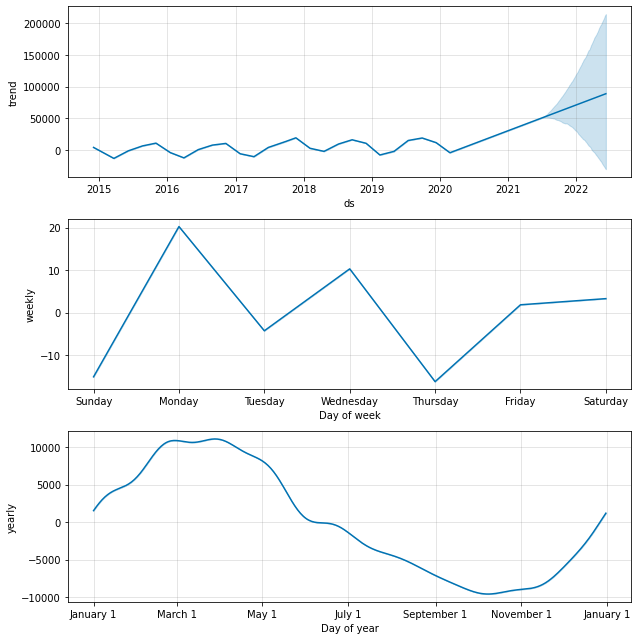 200000
150000
100000
50000
0
trend
2015 2016 2017 2018 2019 2020 2021 2022
ds
20
10
0
−10
weekly
Sunday Monday Tuesday Wednesday Thursday Friday Saturday
Day of week
10000
5000
0
−5000
−10000
yearly
January 1 March 1 May 1 July 1 September 1 November 1 January 1
Day of year